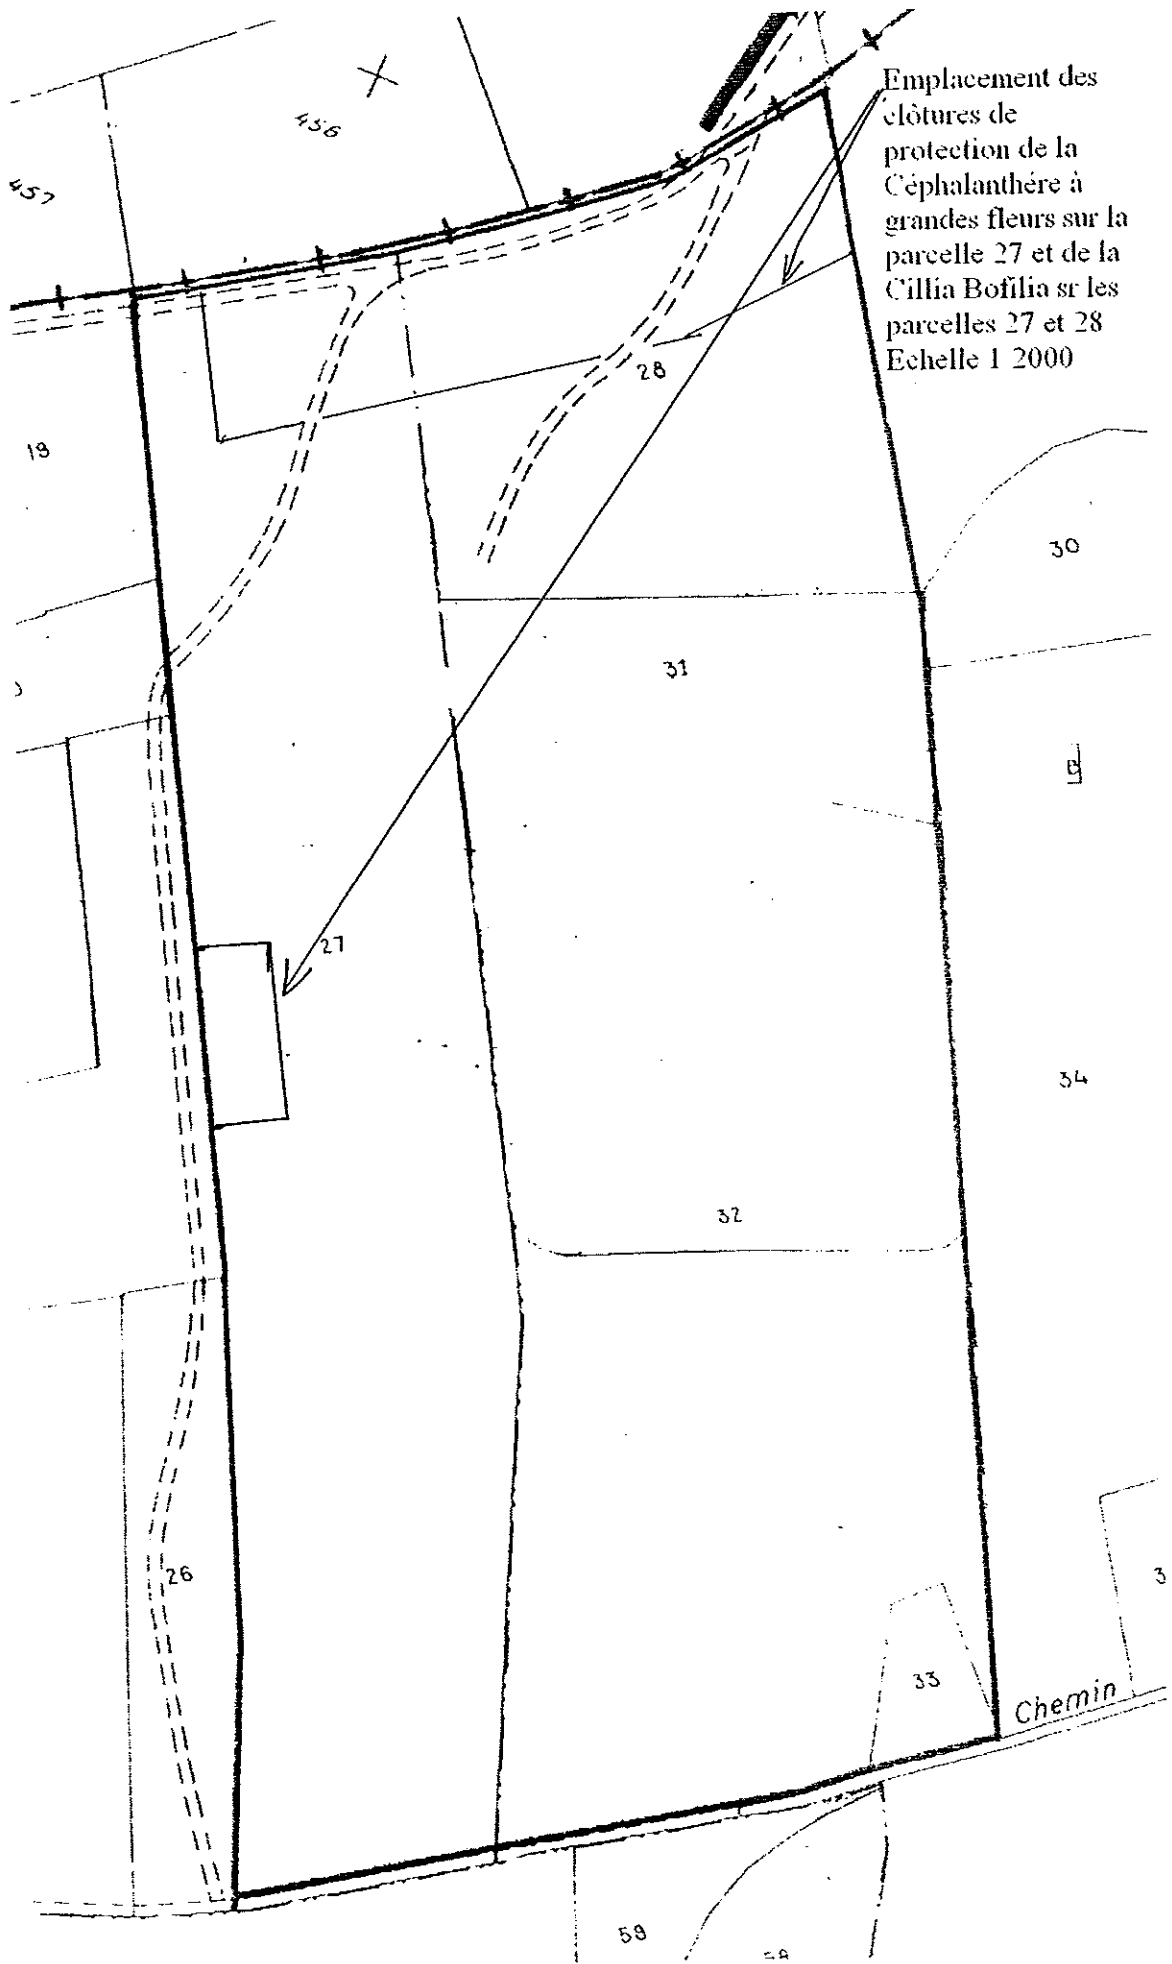 456
457
Emplacement des
clôtures de
protection de la
Céphalanthére à
grandes fleurs sur la
parcelle 27 et de la
Cillia Bofilia sr les
parcelles 27 et 28
Echelle 1 2000
28
19
30
31
27
34
32
26
33
Chemin
3
59